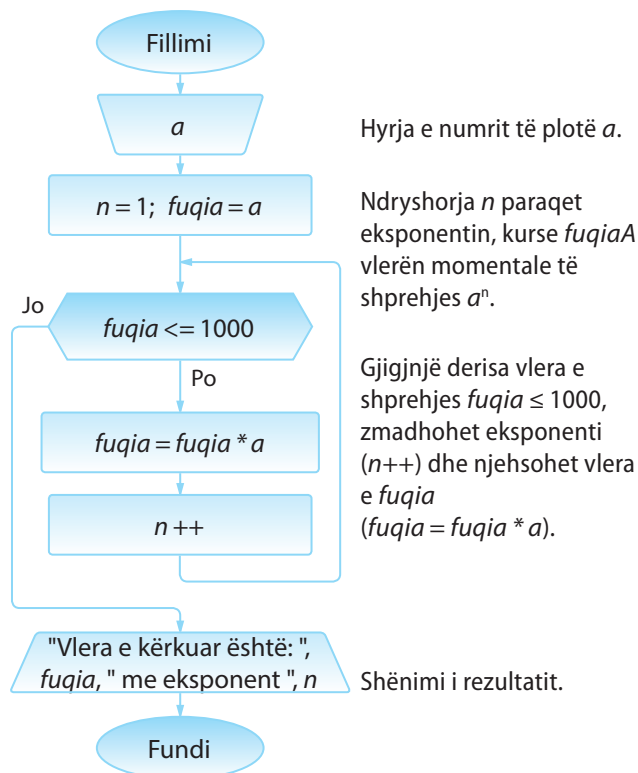 Fillimi
a
Hyrja e numrit të plotë a.
n = 1; fuqia = a
Ndryshorja n paraqet
eksponentin, kurse fuqiaA
vlerën momentale të
shprehjes aⁿ.
Jo
fuqia <= 1000
Po
Gjigjnjë derisa vlera e
shprehjes fuqia ≤ 1000,
zmadhohet eksponenti
(n++) dhe njehsohet vlera
e fuqia
(fuqia = fuqia * a).
fuqia = fuqia * a
n ++
"Vlera e kërkuar është: ",
fuqia, " me eksponent ", n
Shënimi i rezultatit.
Fundi